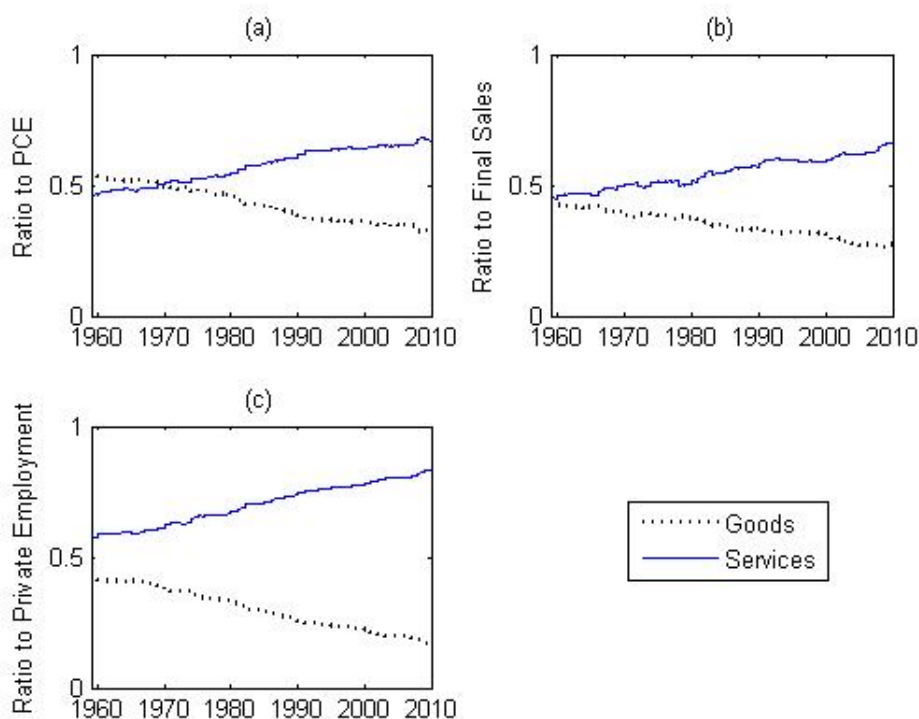 (a)
Ratio to PCE
1
0.5
0
1960 1970 1980 1990 2000 2010
(b)
Ratio to Final Sales
1
0.5
0
1960 1970 1980 1990 2000 2010
(c)
Ratio to Private Employment
1
0.5
0
1960 1970 1980 1990 2000 2010
Goods
Services